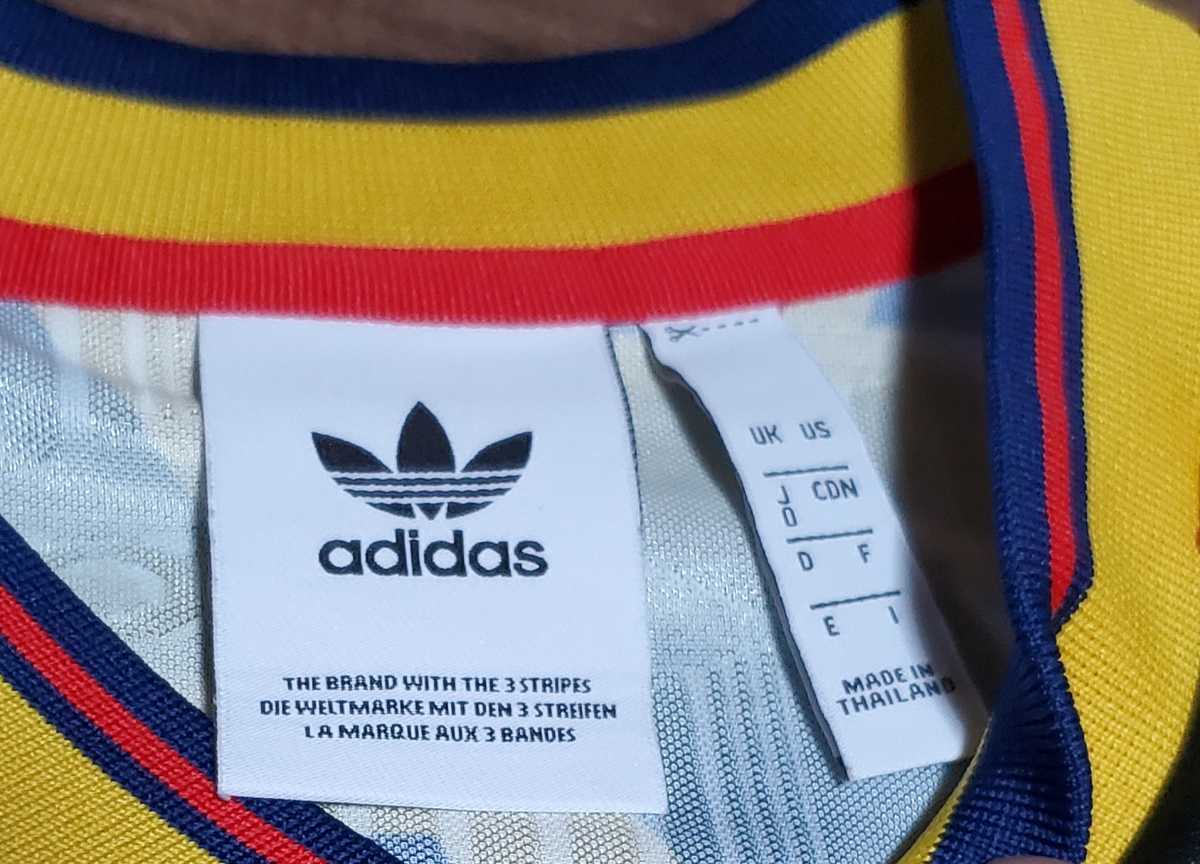 adidas
THE BRAND WITH THE 3 STRIPES
DIE WELTMARKE MIT DEN 3 STREIFEN
LA MARQUE AUX 3 BANDES
UK US
J
O CDN
D F
E I
MADE IN
THAILAND